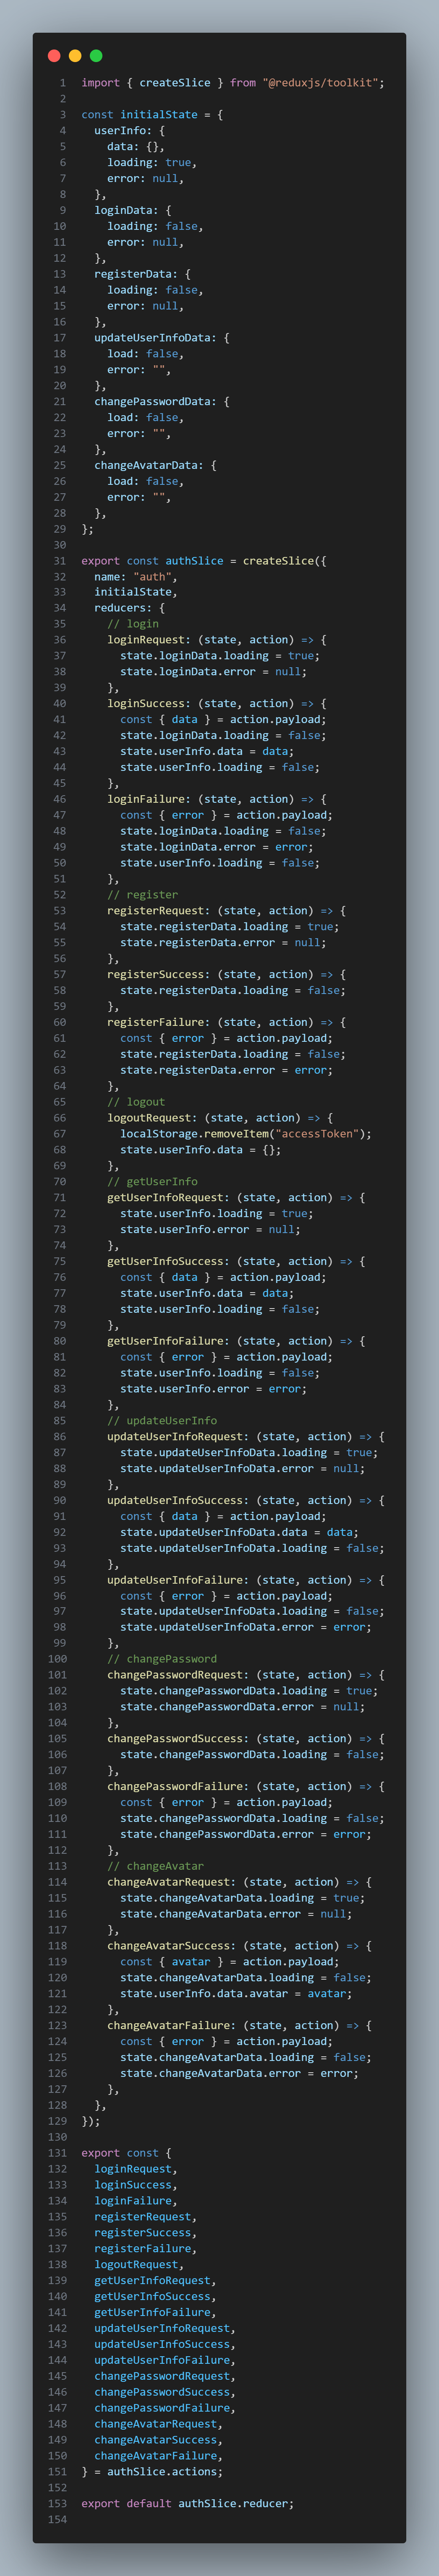 1 import { createSlice } from "@reduxjs/toolkit";
2
3 const initialState = {
4   userInfo: {
5     data: {},
6     loading: true,
7     error: null,
8   },
9   loginData: {
10     loading: false,
11     error: null,
12   },
13   registerData: {
14     loading: false,
15     error: null,
16   },
17   updateUserInfoData: {
18     load: false,
19     error: "",
20   },
21   changePasswordData: {
22     load: false,
23     error: "",
24   },
25   changeAvatarData: {
26     load: false,
27     error: "",
28   },
29 };
30
31 export const authSlice = createSlice({
32   name: "auth",
33   initialState,
34   reducers: {
35     // login
36     loginRequest: (state, action) => {
37       state.loginData.loading = true;
38       state.loginData.error = null;
39     },
40     loginSuccess: (state, action) => {
41       const { data } = action.payload;
42       state.loginData.loading = false;
43       state.userInfo.data = data;
44       state.userInfo.loading = false;
45     },
46     loginFailure: (state, action) => {
47       const { error } = action.payload;
48       state.loginData.loading = false;
49       state.loginData.error = error;
50       state.userInfo.loading = false;
51     },
52     // register
53     registerRequest: (state, action) => {
54       state.registerData.loading = true;
55       state.registerData.error = null;
56     },
57     registerSuccess: (state, action) => {
58       state.registerData.loading = false;
59     },
60     registerFailure: (state, action) => {
61       const { error } = action.payload;
62       state.registerData.loading = false;
63       state.registerData.error = error;
64     },
65     // logout
66     logoutRequest: (state, action) => {
67       localStorage.removeItem("accessToken");
68       state.userInfo.data = {};
69     },
70     // getUserInfo
71     getUserInfoRequest: (state, action) => {
72       state.userInfo.loading = true;
73       state.userInfo.error = null;
74     },
75     getUserInfoSuccess: (state, action) => {
76       const { data } = action.payload;
77       state.userInfo.data = data;
78       state.userInfo.loading = false;
79     },
80     getUserInfoFailure: (state, action) => {
81       const { error } = action.payload;
82       state.userInfo.loading = false;
83       state.userInfo.error = error;
84     },
85     // updateUserInfo
86     updateUserInfoRequest: (state, action) => {
87       state.updateUserInfoData.loading = true;
88       state.updateUserInfoData.error = null;
89     },
90     updateUserInfoSuccess: (state, action) => {
91       const { data } = action.payload;
92       state.updateUserInfoData.data = data;
93       state.updateUserInfoData.loading = false;
94     },
95     updateUserInfoFailure: (state, action) => {
96       const { error } = action.payload;
97       state.updateUserInfoData.loading = false;
98       state.updateUserInfoData.error = error;
99     },
100     // changePassword
101     changePasswordRequest: (state, action) => {
102       state.changePasswordData.loading = true;
103       state.changePasswordData.error = null;
104     },
105     changePasswordSuccess: (state, action) => {
106       state.changePasswordData.loading = false;
107     },
108     changePasswordFailure: (state, action) => {
109       const { error } = action.payload;
110       state.changePasswordData.loading = false;
111       state.changePasswordData.error = error;
112     },
113     // changeAvatar
114     changeAvatarRequest: (state, action) => {
115       state.changeAvatarData.loading = true;
116       state.changeAvatarData.error = null;
117     },
118     changeAvatarSuccess: (state, action) => {
119       const { avatar } = action.payload;
120       state.changeAvatarData.loading = false;
121       state.userInfo.data.avatar = avatar;
122     },
123     changeAvatarFailure: (state, action) => {
124       const { error } = action.payload;
125       state.changeAvatarData.loading = false;
126       state.changeAvatarData.error = error;
127     },
128   },
129 });
130
131 export const {
132   loginRequest,
133   loginSuccess,
134   loginFailure,
135   registerRequest,
136   registerSuccess,
137   registerFailure,
138   logoutRequest,
139   getUserInfoRequest,
140   getUserInfoSuccess,
141   getUserInfoFailure,
142   updateUserInfoRequest,
143   updateUserInfoSuccess,
144   updateUserInfoFailure,
145   changePasswordRequest,
146   changePasswordSuccess,
147   changePasswordFailure,
148   changeAvatarRequest,
149   changeAvatarSuccess,
150   changeAvatarFailure,
151 } = authSlice.actions;
152
153 export default authSlice.reducer;
154